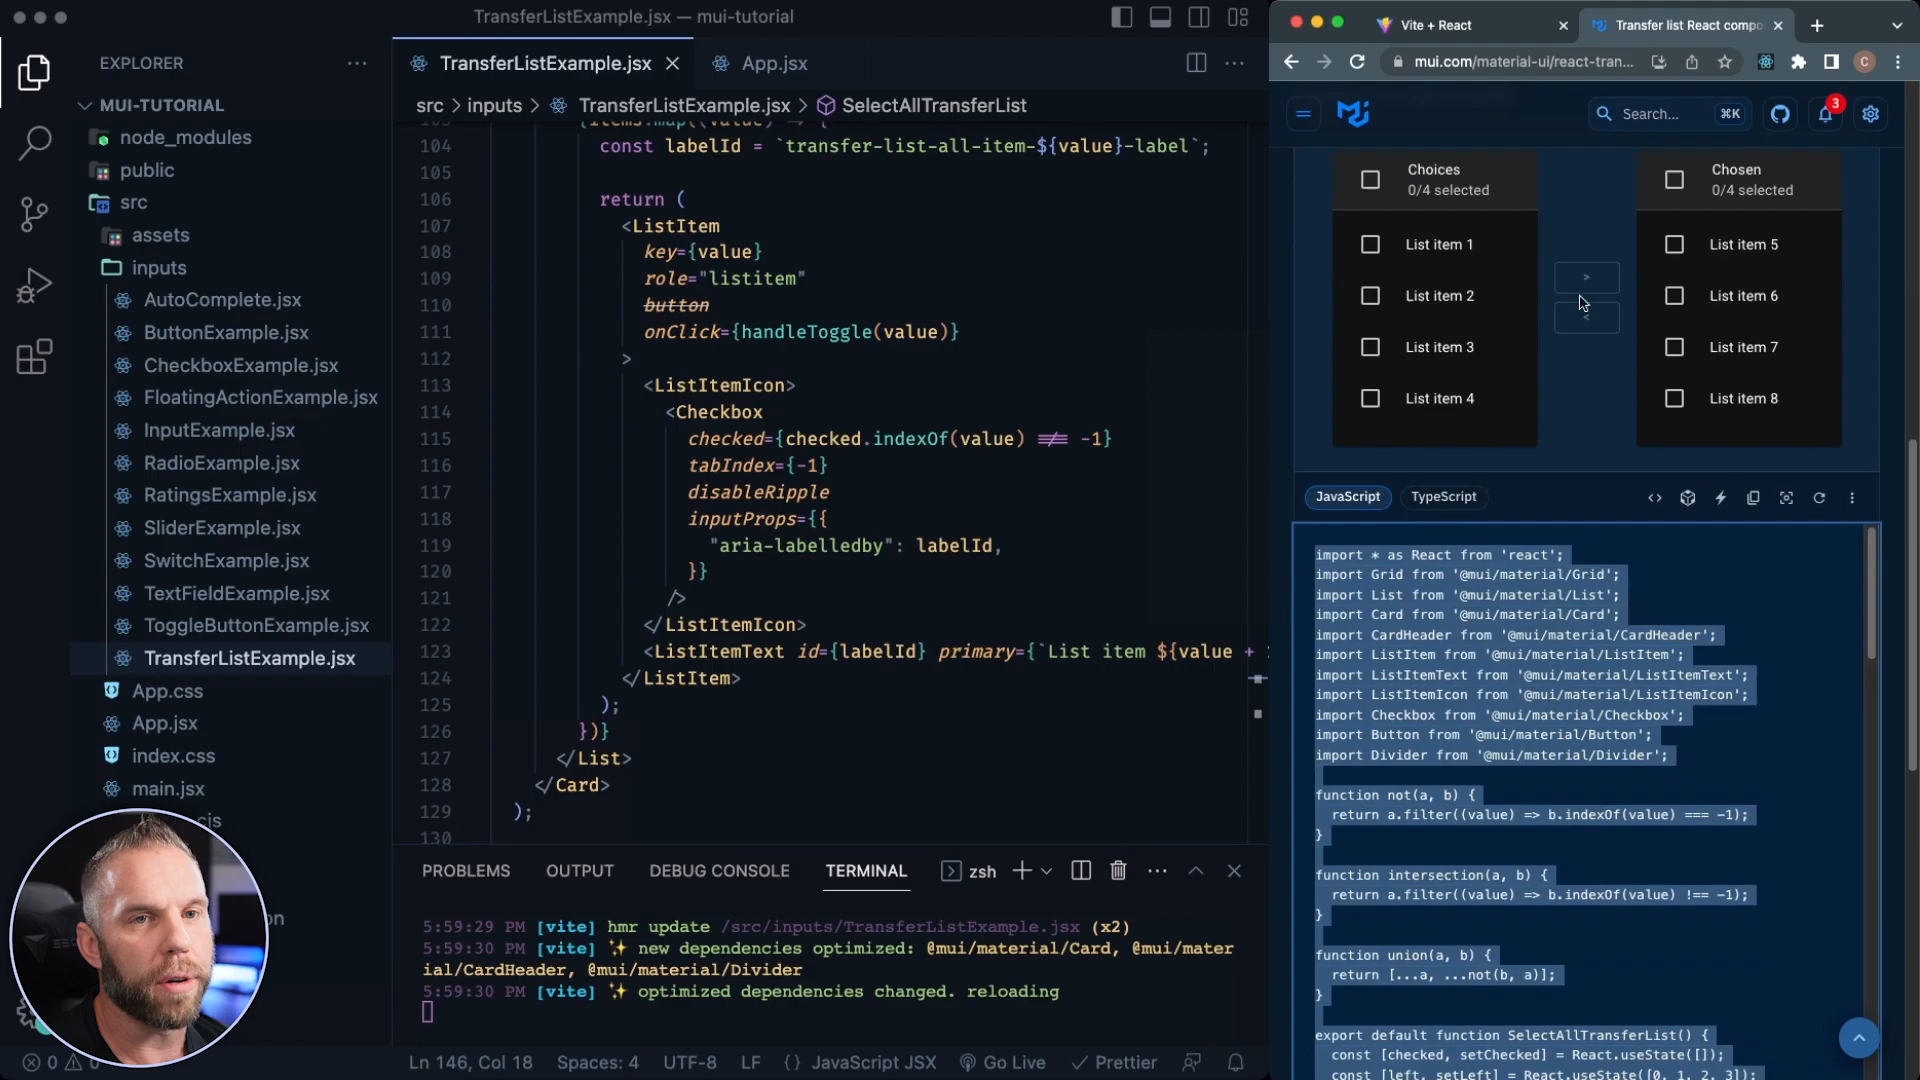 TransferListExample.jsx — mui-tutorial
EXPLORER
MUI-TUTORIAL
node_modules
public
src
assets
inputs
AutoComplete.jsx
ButtonExample.jsx
CheckboxExample.jsx
FloatingActionExample.jsx
InputExample.jsx
RadioExample.jsx
RatingsExample.jsx
SliderExample.jsx
SwitchExample.jsx
TextFieldExample.jsx
ToggleButtonExample.jsx
TransferListExample.jsx
App.css
App.jsx
index.css
main.jsx
TransferListExample.jsx
App.jsx
src > inputs > TransferListExample.jsx > SelectAllTransferList
104 const labelId = `transfer-list-all-item-${value}-label`;
105
106 return (
107 <ListItem
108 key={value}
109 role="listitem"
110 button
111 onClick={handleToggle(value)}
112 >
113 <ListItemIcon>
114 <Checkbox
115 checked={checked.indexOf(value) !== -1}
116 tabIndex={-1}
117 disableRipple
118 inputProps={{
119 "aria-labelledby": labelId,
120 }}
121 />
122 </ListItemIcon>
123 <ListItemText id={labelId} primary={`List item ${value +
124 </ListItem>
125 );
126 })}
127 </List>
128 </Card>
129 );
130
PROBLEMS OUTPUT DEBUG CONSOLE TERMINAL zsh
5:59:29 PM [vite] hmr update /src/inputs/TransferListExample.jsx (x2)
5:59:30 PM [vite] ✨ new dependencies optimized: @mui/material/Card, @mui/mater
ial/CardHeader, @mui/material/Divider
5:59:30 PM [vite] ✨ optimized dependencies changed. reloading
0 0 Ln 146, Col 18 Spaces: 4 UTF-8 LF {} JavaScript JSX Go Live Prettier
Vite + React
Transfer list React compo
mui.com/material-ui/react-tran...
C
Search... ⌘K
3
Choices
0/4 selected
List item 1
List item 2
List item 3
List item 4
>
<
Chosen
0/4 selected
List item 5
List item 6
List item 7
List item 8
JavaScript TypeScript
import * as React from 'react';
import Grid from '@mui/material/Grid';
import List from '@mui/material/List';
import Card from '@mui/material/Card';
import CardHeader from '@mui/material/CardHeader';
import ListItem from '@mui/material/ListItem';
import ListItemText from '@mui/material/ListItemText';
import ListItemIcon from '@mui/material/ListItemIcon';
import Checkbox from '@mui/material/Checkbox';
import Button from '@mui/material/Button';
import Divider from '@mui/material/Divider';
function not(a, b) {
return a.filter((value) => b.indexOf(value) === -1);
}
function intersection(a, b) {
return a.filter((value) => b.indexOf(value) !== -1);
}
function union(a, b) {
return [...a, ...not(b, a)];
}
export default function SelectAllTransferList() {
const [checked, setChecked] = React.useState([]);
const [left, setLeft] = React.useState([0, 1, 2, 3]);